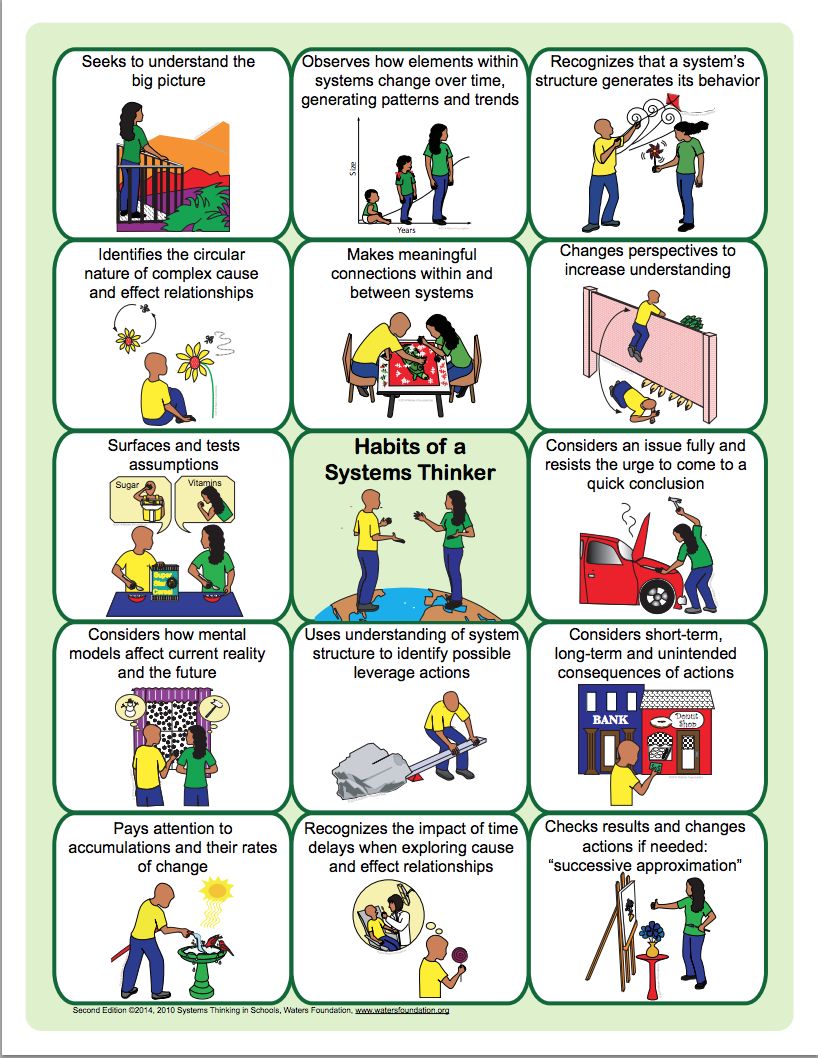 Seeks to understand the
big picture
Observes how elements within
systems change over time,
generating patterns and trends
Size
Years
Recognizes that a system’s
structure generates its behavior
Identifies the circular
nature of complex cause
and effect relationships
Makes meaningful
connections within and
between systems
Changes perspectives to
increase understanding
Surfaces and tests
assumptions
Sugar
Vitamins
Super
Star
Cereal
Habits of a
Systems Thinker
Considers an issue fully and
resists the urge to come to a
quick conclusion
Considers how mental
models affect current reality
and the future
Uses understanding of system
structure to identify possible
leverage actions
Considers short-term,
long-term and unintended
consequences of actions
BANK
Donut
Shop
Pays attention to
accumulations and their rates
of change
Recognizes the impact of time
delays when exploring cause
and effect relationships
Checks results and changes
actions if needed:
“successive approximation”
Second Edition ©2014, 2010 Systems Thinking in Schools, Waters Foundation, www.watersfoundation.org